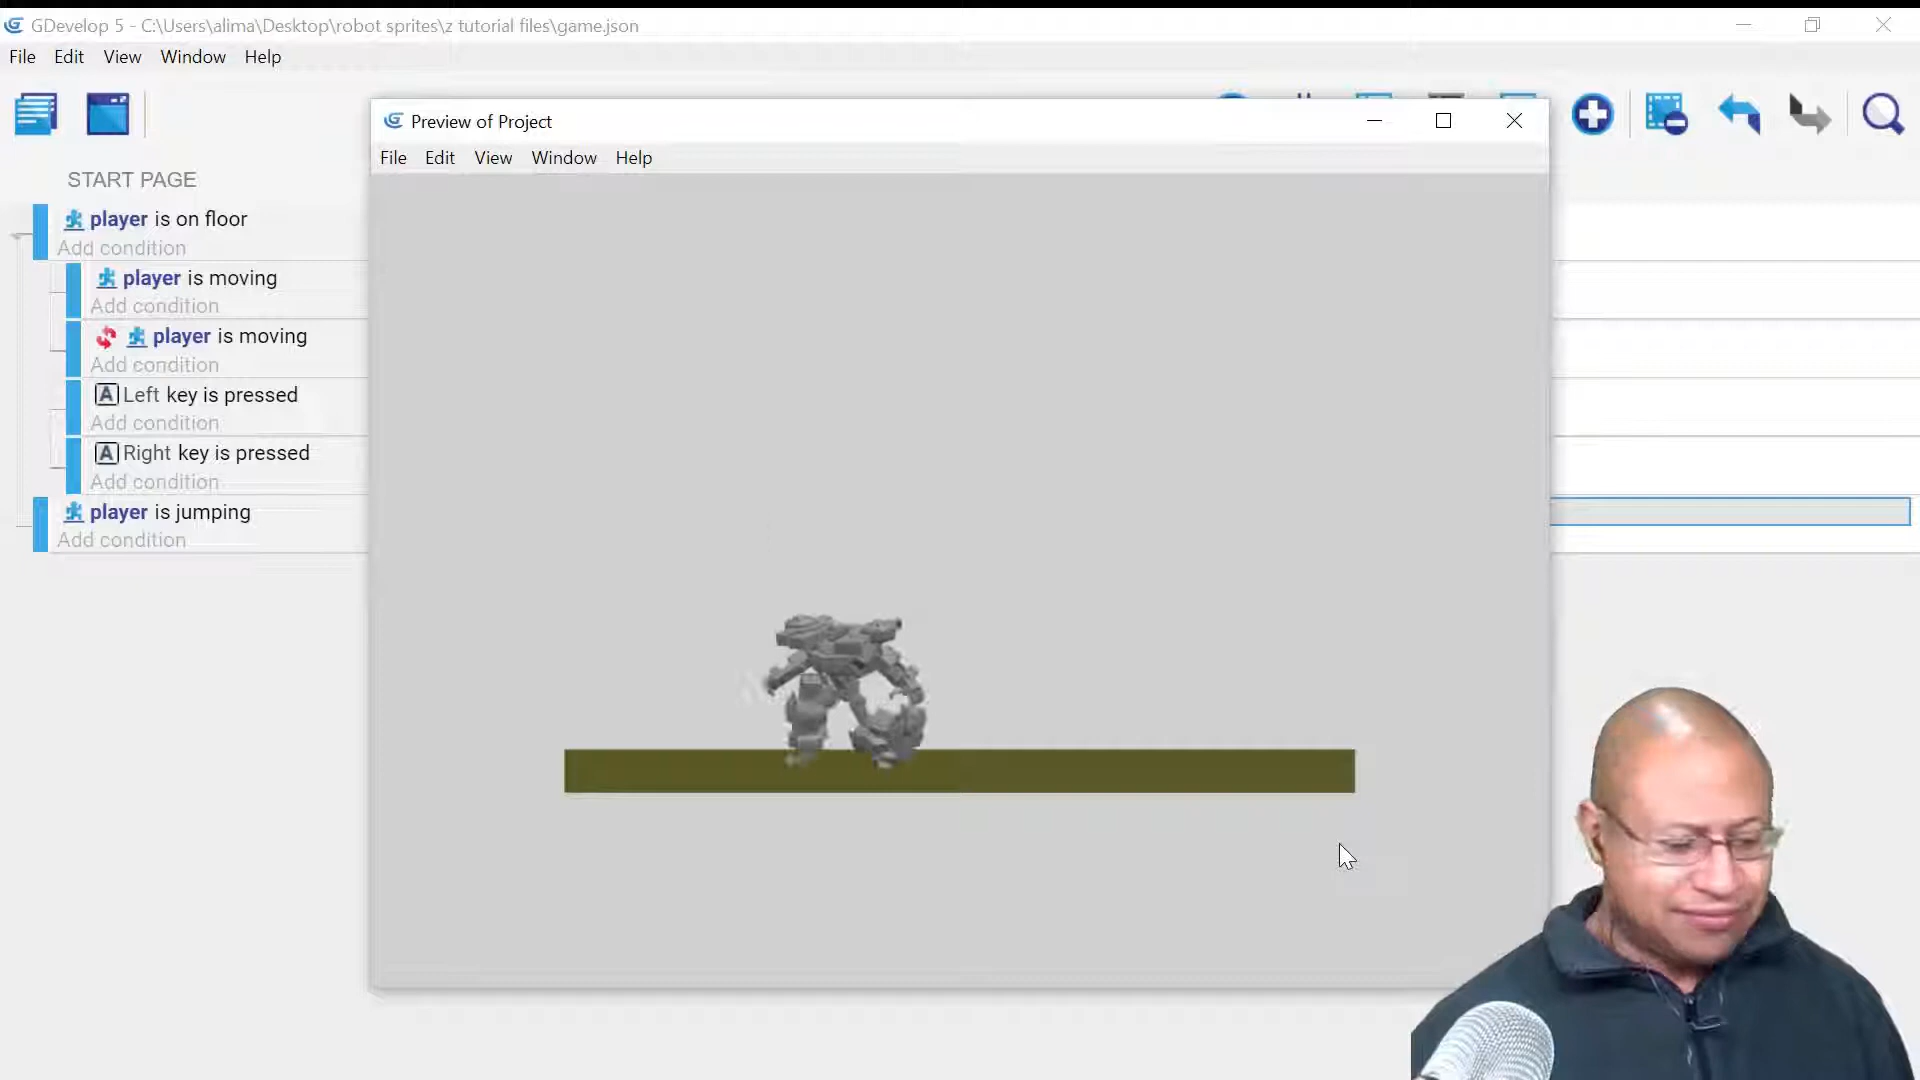 GDevelop 5 - C:\Users\alima\Desktop\robot sprites\z tutorial files\game.json
File Edit View Window Help
Preview of Project
File Edit View Window Help
START PAGE
player is on floor
Add condition
player is moving
Add condition
player is moving
Add condition
A Left key is pressed
Add condition
A Right key is pressed
Add condition
player is jumping
Add condition